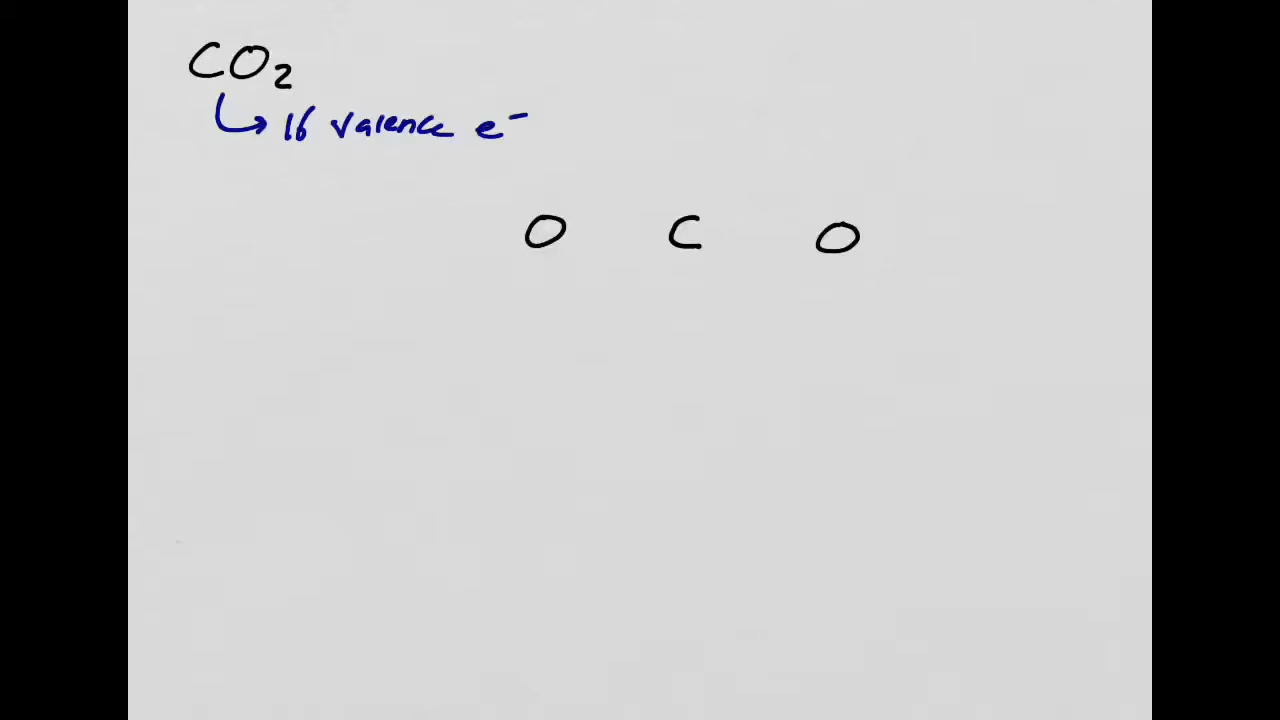 CO₂
↳ 16 valence e⁻
O C O